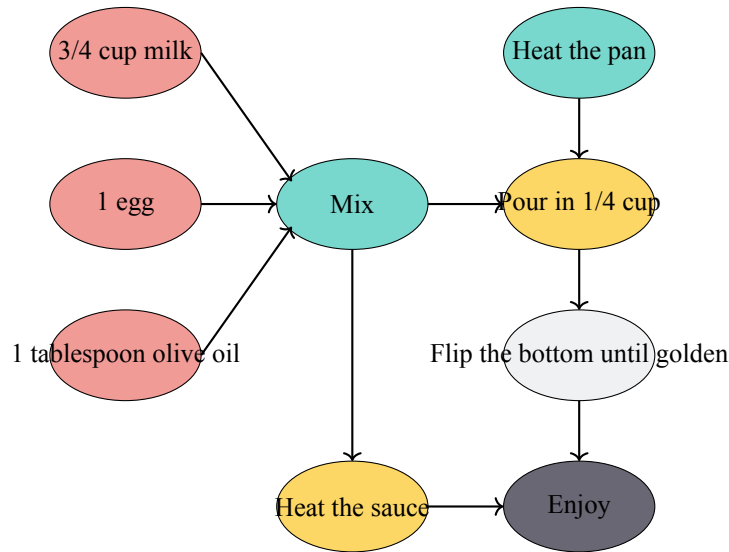 3/4 cup milk
Heat the pan
1 egg
Mix
Pour in 1/4 cup
1 tablespoon olive oil
Flip the bottom until golden
Heat the sauce
Enjoy